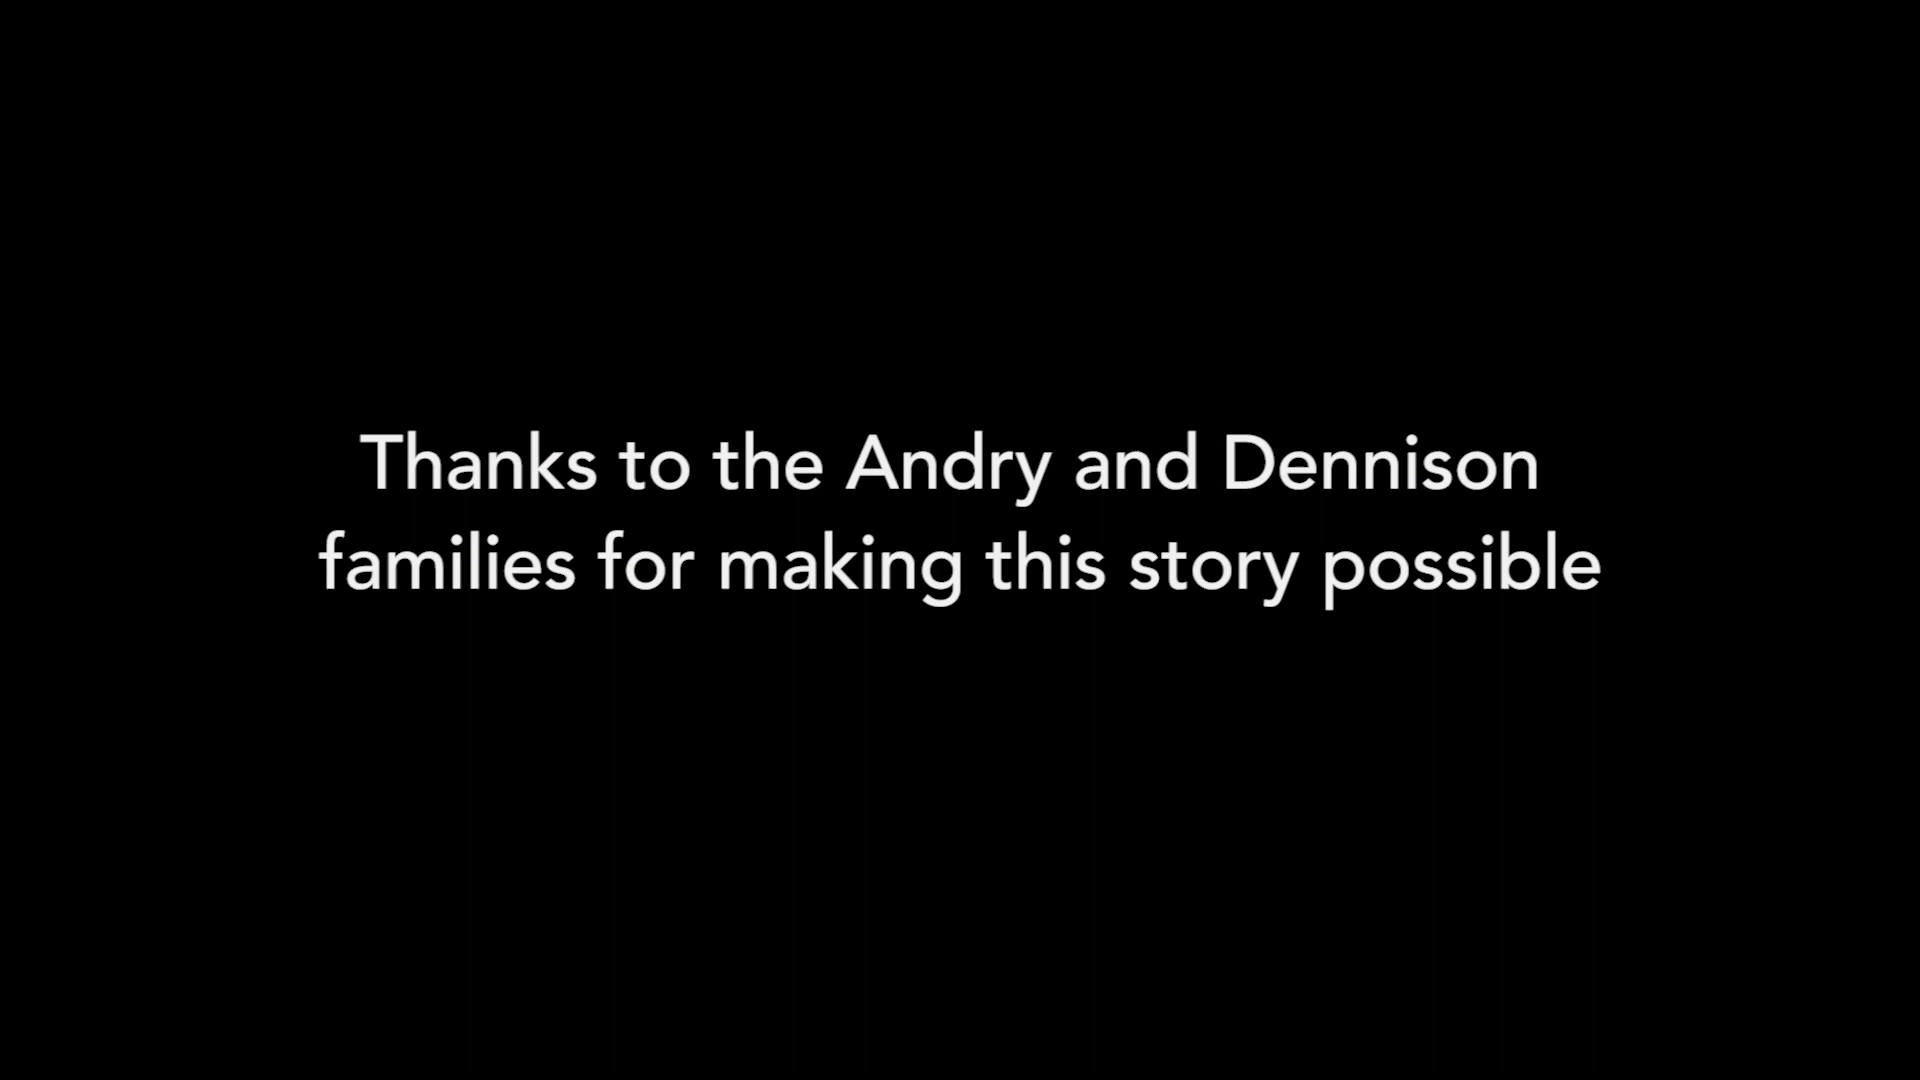 Thanks to the Andry and Dennison
families for making this story possible